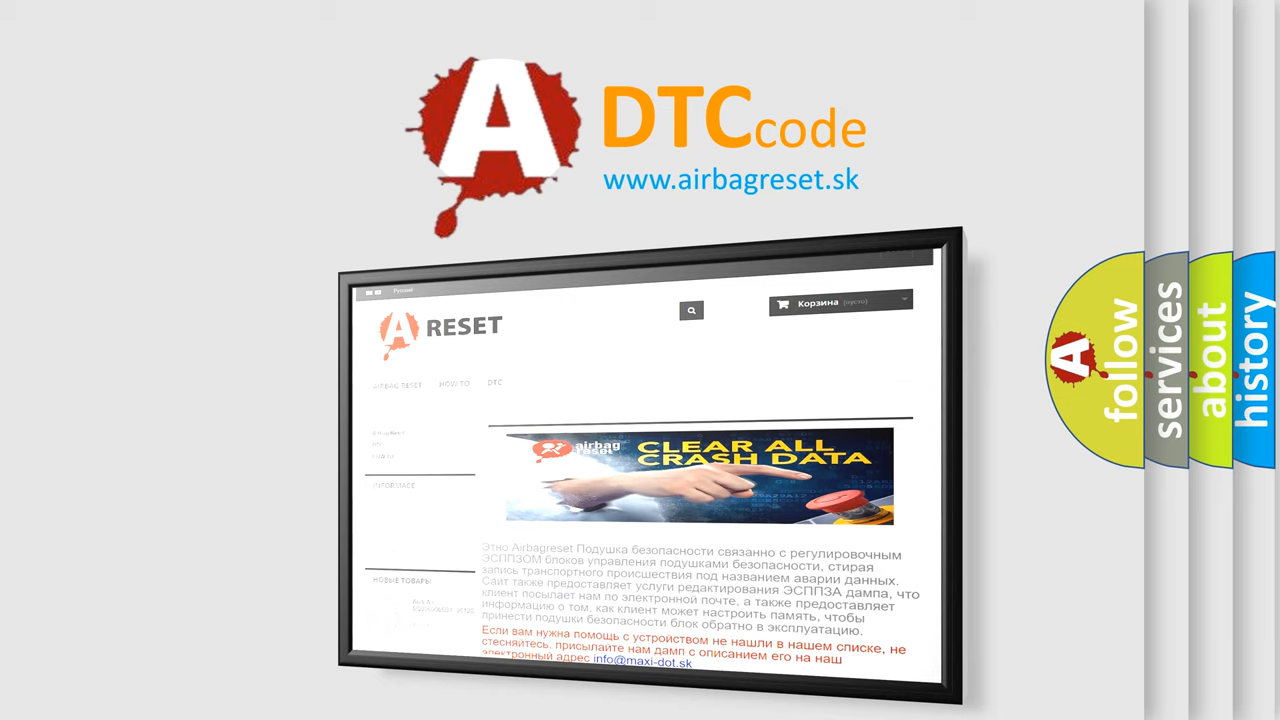 A
DTCcode
www.airbagreset.sk
Русский
A RESET
Корзина (пусто)
AIRBAG RESET HOW TO DTC
Airbag Reset
DTC
INFORMACE
НОВЫЕ ТОВАРЫ
airbag
reset
CLEAR ALL
CRASH DATA
Этно Airbagreset Подушка безопасности связанно с регулировочным
ЭСППЗОМ блоков управления подушками безопасности, стирая
запись транспортного происшествия под названием аварии данных.
Сайт также предоставляет услуги редактирования ЭСППЗА дампа, что
клиент посылает нам по электронной почте, а также предоставляет
информацию о том, как клиент может настроить память, чтобы
принести подушки безопасности блок обратно в эксплуатацию.
Если вам нужна помощь с устройством не нашли в нашем списке, не
стесняйтесь, присылайте нам дамп с описанием его на наш
электронный адрес info@maxi-dot.sk
A
follow
services
about
history